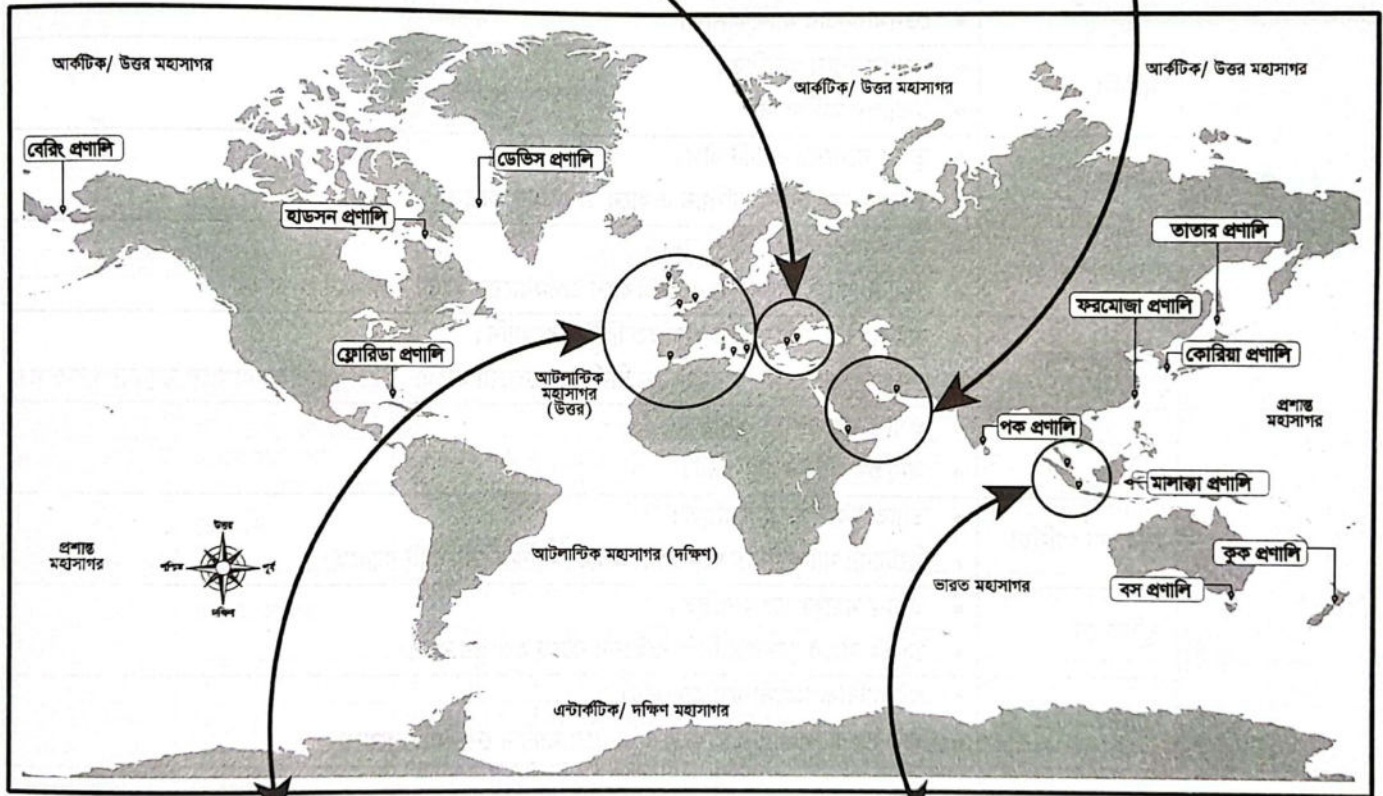 আর্কটিক/ উত্তর মহাসাগর
আর্কটিক/ উত্তর মহাসাগর
আর্কটিক/ উত্তর মহাসাগর
বেরিং প্রণালি
ডেভিস প্রণালি
হাডসন প্রণালি
তাতার প্রণালি
ফরমোজা প্রণালি
ফ্লোরিডা প্রণালি
কোরিয়া প্রণালি
আটলান্টিক
মহাসাগর
(উত্তর)
প্রশান্ত
মহাসাগর
পক প্রণালি
মালাক্কা প্রণালি
উত্তর
পশ্চিম
পূর্ব
দক্ষিণ
প্রশান্ত
মহাসাগর
আটলান্টিক মহাসাগর (দক্ষিণ)
ভারত মহাসাগর
কুক প্রণালি
বস প্রণালি
এন্টার্কটিক/ দক্ষিণ মহাসাগর